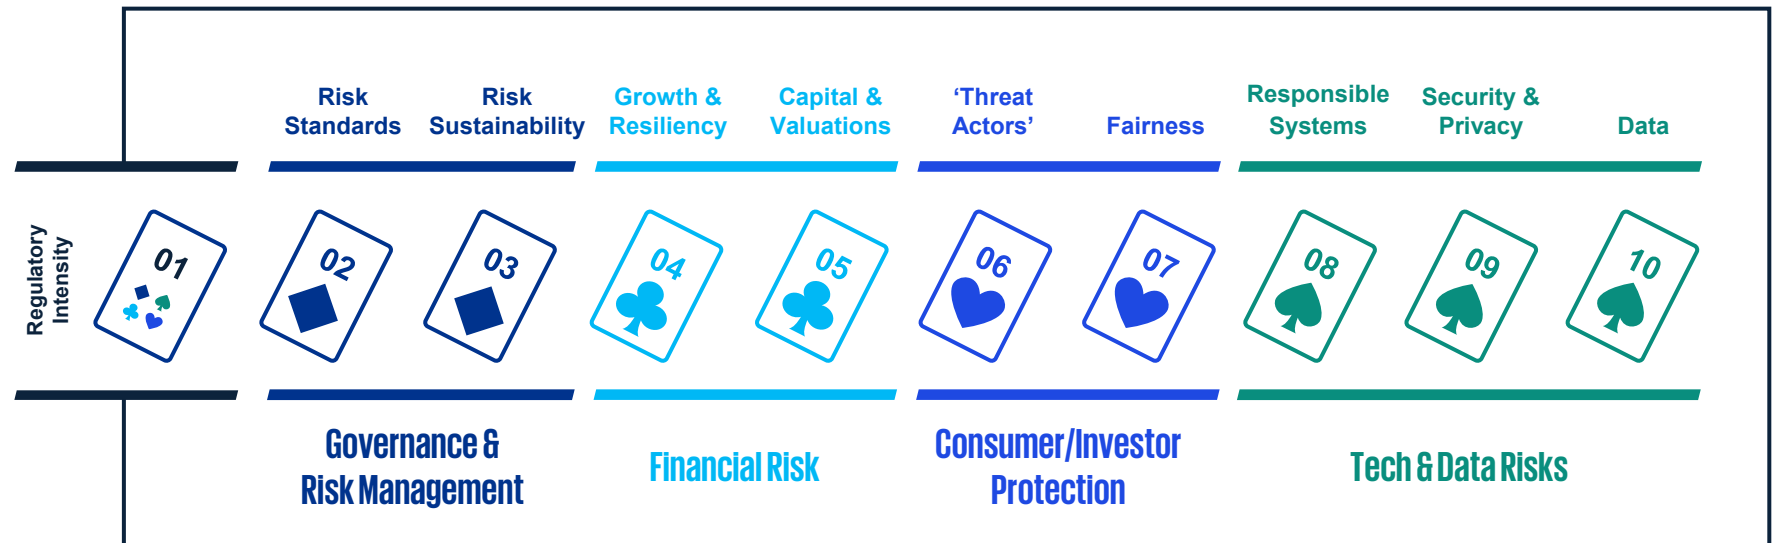 Risk
Standards
Risk
Sustainability
Growth &
Resiliency
Capital &
Valuations
‘Threat
Actors’
Fairness
Responsible
Systems
Security &
Privacy
Data
Regulatory
Intensity
01
02
03
04
05
06
07
08
09
10
Governance &
Risk Management
Financial Risk
Consumer/Investor
Protection
Tech & Data Risks